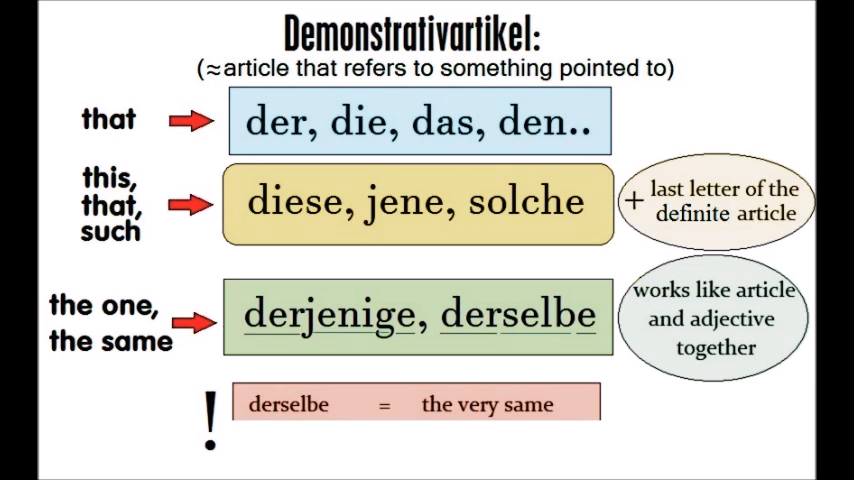 Demonstrativartikel:
(≈article that refers to something pointed to)
that
der, die, das, den..
this,
that,
such
diese, jene, solche
+ last letter of the
definite article
the one,
the same
derjenige, derselbe
works like article
and adjective
together
!
derselbe = the very same